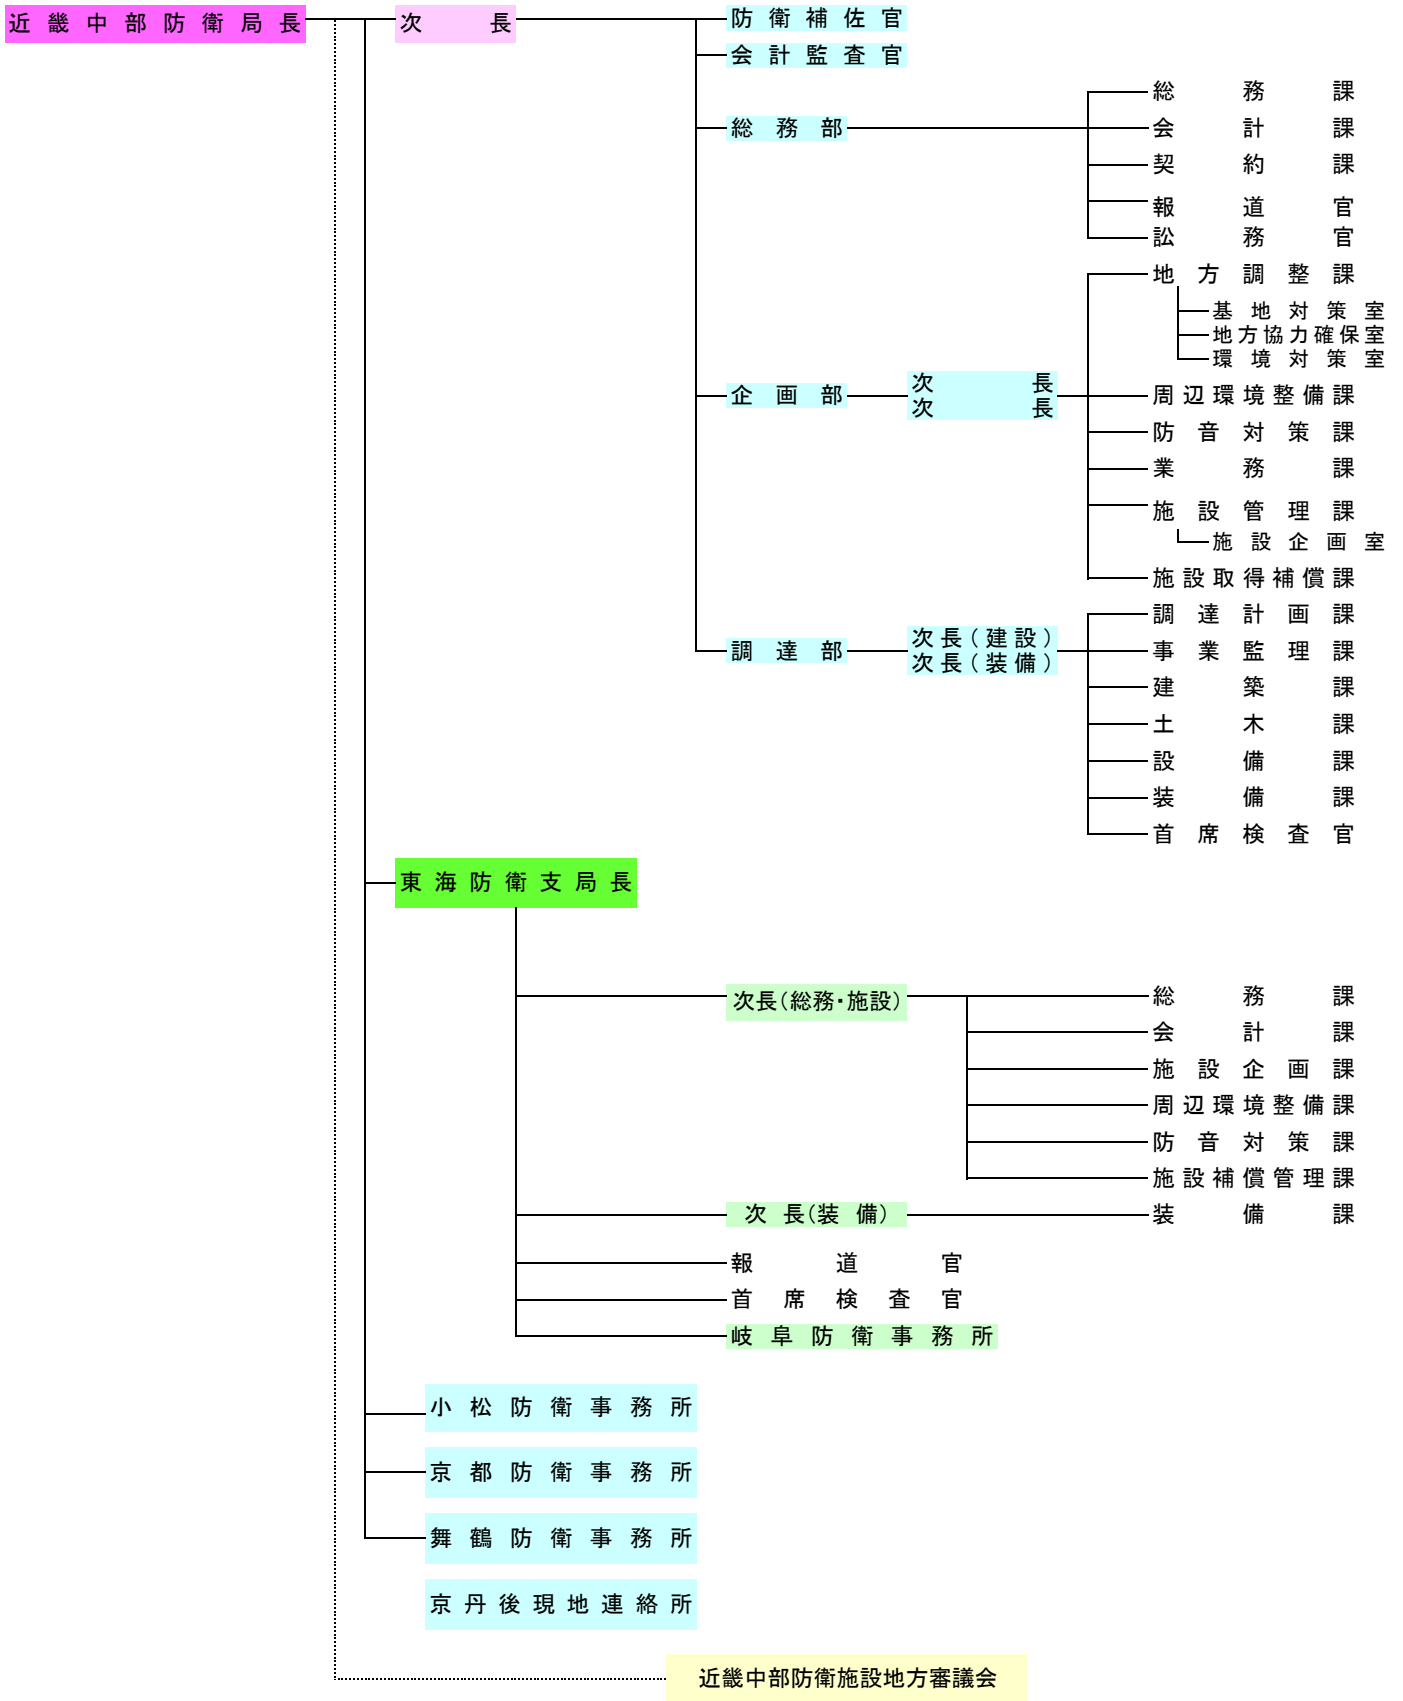 近畿中部防衛局長
次長
防衛補佐官
会計監査官
総務部
総務課
会計課
契約課
報道官
訟務官
企画部
次長
次長
地方調整課
基地対策室
地方協力確保室
環境対策室
周辺環境整備課
防音対策課
業務課
施設管理課
施設企画室
施設取得補償課
調達部
次長(建設)
次長(装備)
調達計画課
事業監理課
建築課
土木課
設備課
装備課
首席検査官
東海防衛支局長
次長(総務・施設)
総務課
会計課
施設企画課
周辺環境整備課
防音対策課
施設補償管理課
次長(装備)
装備課
報道官
首席検査官
岐阜防衛事務所
小松防衛事務所
京都防衛事務所
舞鶴防衛事務所
京丹後現地連絡所
近畿中部防衛施設地方審議会